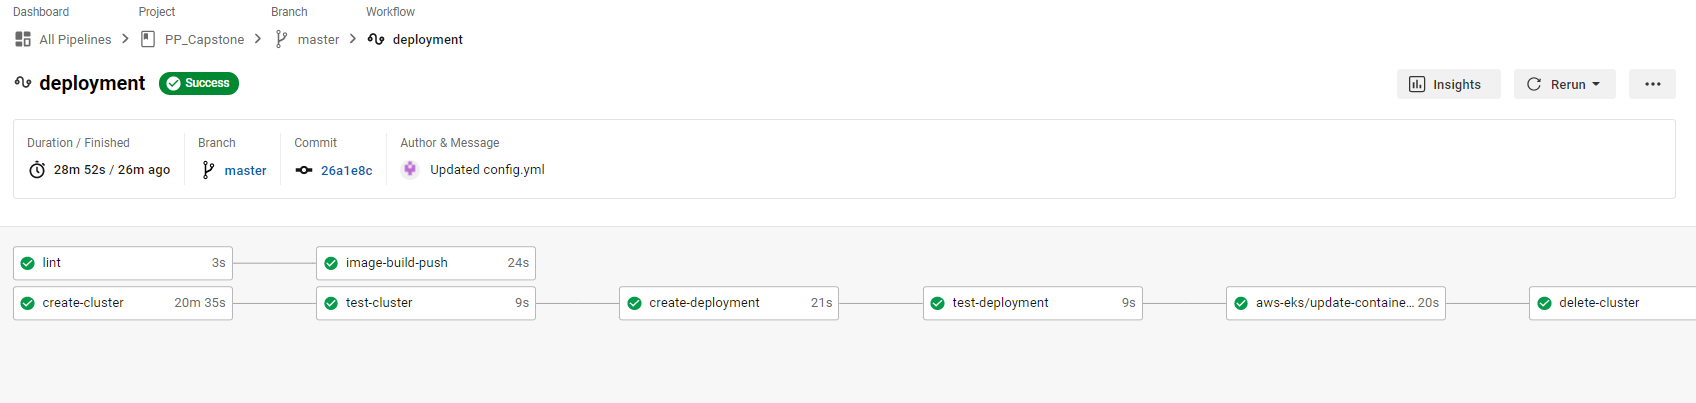 Dashboard Project Branch Workflow
All Pipelines PP_Capstone master deployment
deployment Success Insights Rerun
Duration / Finished Branch Commit Author & Message
28m 52s / 26m ago master 26a1e8c Updated config.yml
lint 3s image-build-push 24s
create-cluster 20m 35s test-cluster 9s create-deployment 21s test-deployment 9s aws-eks/update-containe... 20s delete-cluster